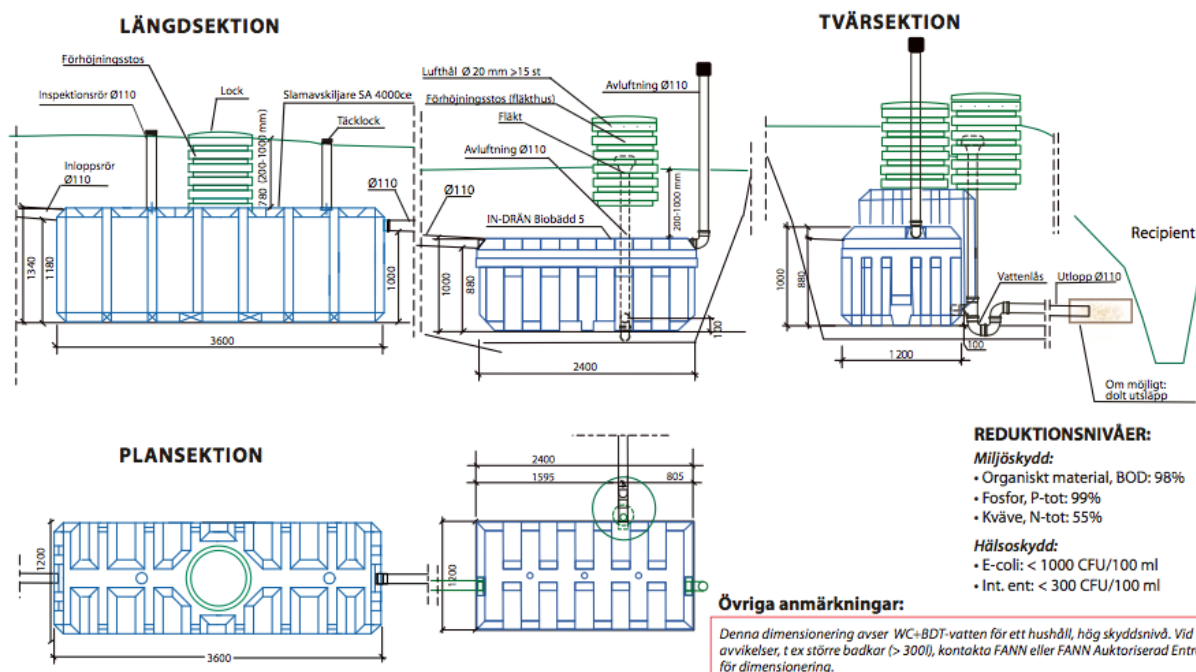 LÄNGDSEKTION
TVÄRSEKTION
Förhöjningsstos
Inspektionsrör Ø110
Lock
Slamavskiljare SA 4000ce
Täcklock
Inloppsrör
Ø110
780 (200-1000 mm)
Ø110
1340
1180
1000
3600
Lufthål Ø 20 mm >15 st
Avluftning Ø110
Förhöjningsstos (fläkthus)
Fläkt
Avluftning Ø110
Ø110
200-1000 mm
IN-DRÄN Biobädd 5
1000
880
100
2400
Recipient
1000
880
Vattenlås
Utlopp Ø110
100
1200
Om möjligt:
dolt utsläpp
PLANSEKTION
1200
3600
2400
1595
805
1200
REDUKTIONSNIVÅER:
Miljöskydd:
• Organiskt material, BOD: 98%
• Fosfor, P-tot: 99%
• Kväve, N-tot: 55%
Hälsoskydd:
• E-coli: < 1000 CFU/100 ml
• Int. ent: < 300 CFU/100 ml
Övriga anmärkningar:
Denna dimensionering avser WC+BDT-vatten för ett hushåll, hög skyddsnivå. Vid
avvikelser, t ex större badkar (> 300l), kontakta FANN eller FANN Auktoriserad Entr
för dimensionering.